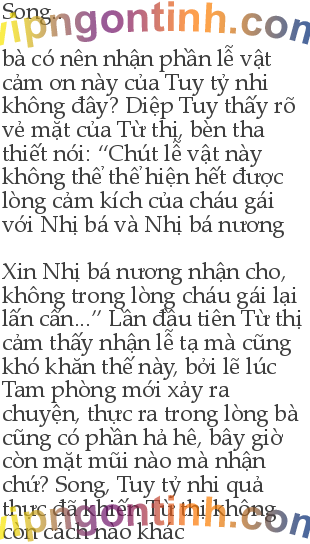 Song...
vipngontinh.com
bà có nên nhận phần lễ vật
cảm ơn này của Tuy tỷ nhi
không đây? Diệp Tuy thấy rõ
vẻ mặt của Từ thị, bèn tha
thiết nói: “Chút lễ vật này
không thể thể hiện hết được
lòng cảm kích của cháu gái
với Nhị bá và Nhị bá nương
Xin Nhị bá nương nhận cho,
không trong lòng cháu gái lại
lấn cấn...” Lần đầu tiên Từ thị
cảm thấy nhận lễ tạ mà cũng
khó khăn thế này, bởi lẽ lúc
Tam phòng mới xảy ra
chuyện, thực ra trong lòng bà
cũng có phần hả hê, bây giờ
còn mặt mũi nào mà nhận
chứ? Song, Tuy tỷ nhi quả
thực đã khiến Từ thị không
còn cách nào khác
vipngontinh.com